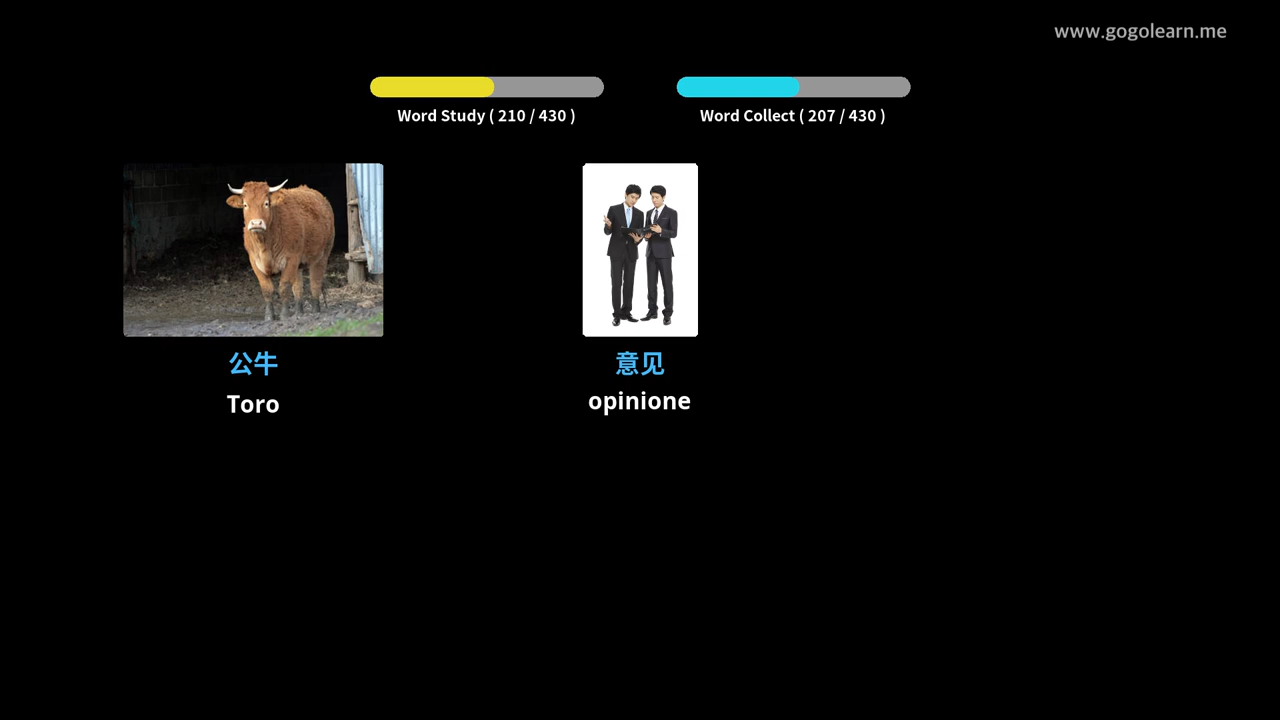 www.gogolearn.me
Word Study ( 210 / 430 )
Word Collect ( 207 / 430 )
公牛
Toro
意见
opinione